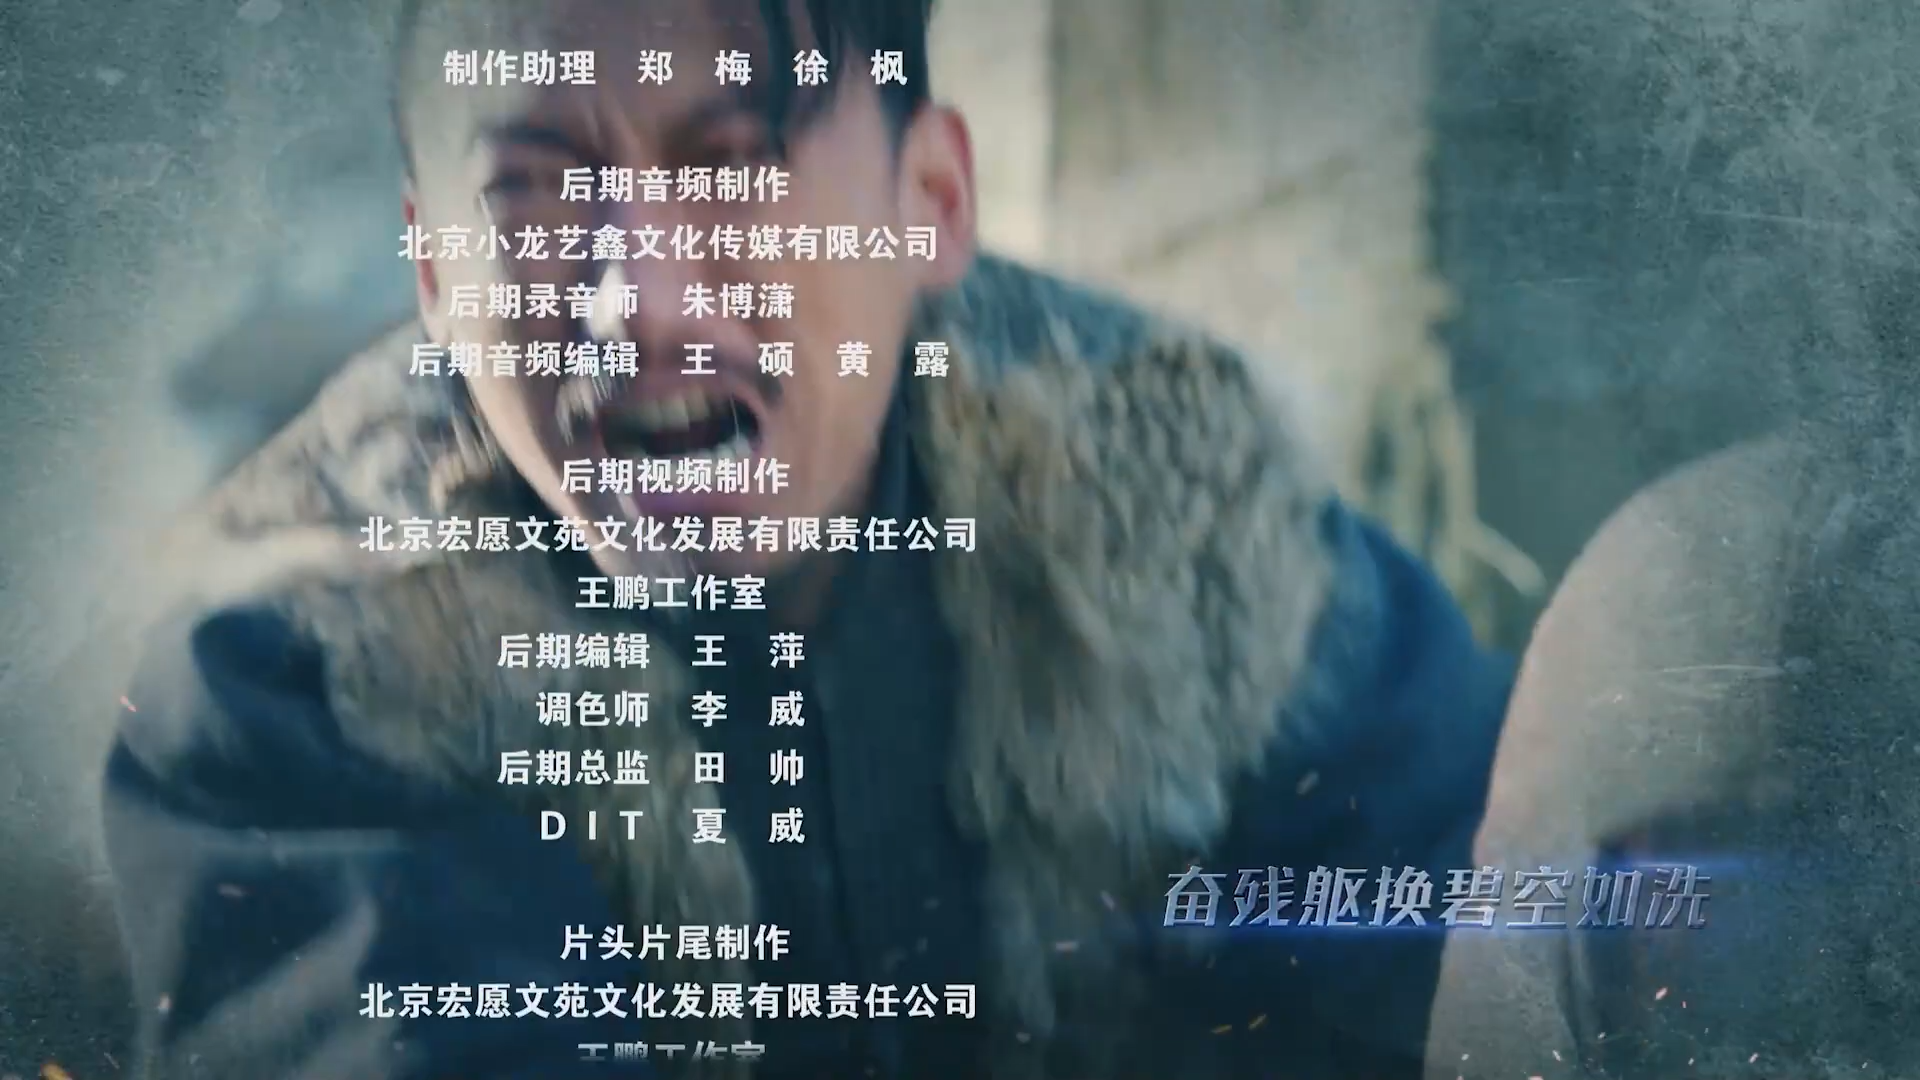 制作助理 郑 梅 徐 枫
后期音频制作
北京小龙艺鑫文化传媒有限公司
后期录音师 朱博潇
后期音频编辑 王 硕 黄 露
后期视频制作
北京宏愿文苑文化发展有限责任公司
王鹏工作室
后期编辑 王 萍
调色师 李 威
后期总监 田 帅
DIT 夏 威
奋残躯换碧空如洗
片头片尾制作
北京宏愿文苑文化发展有限责任公司
王鹏工作室